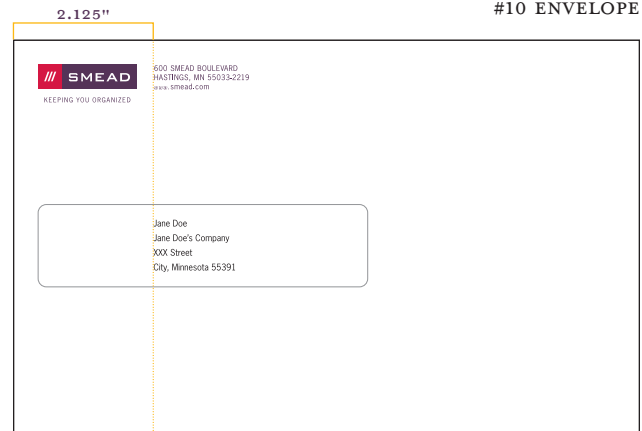 2.125"
#10 ENVELOPE
SMEAD
KEEPING YOU ORGANIZED
600 SMEAD BOULEVARD
HASTINGS, MN 55033-2219
www.smead.com
Jane Doe
Jane Doe's Company
XXX Street
City, Minnesota 55391